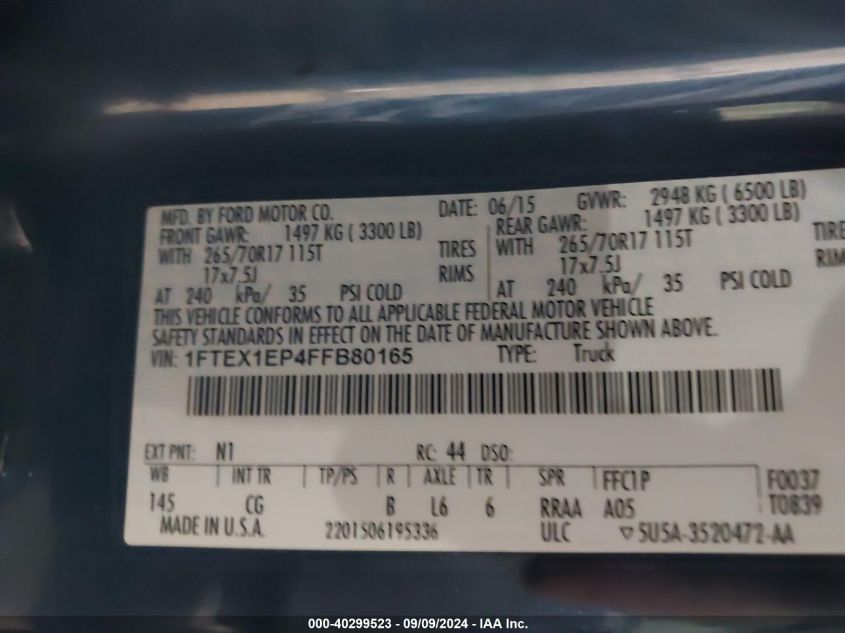 MFD. BY FORD MOTOR CO. DATE: 06/15 GVWR: 2948 KG ( 6500 LB)
FRONT GAWR: 1497 KG ( 3300 LB) REAR GAWR: 1497 KG ( 3300 LB)
WITH 265/70R17 115T TIRES WITH 265/70R17 115T TIRE
17x7.5J RIMS 17x7.5J RIM
AT 240 kPa/ 35 PSI COLD AT 240 kPa/ 35 PSI COLD
THIS VEHICLE CONFORMS TO ALL APPLICABLE FEDERAL MOTOR VEHICLE
SAFETY STANDARDS IN EFFECT ON THE DATE OF MANUFACTURE SHOWN ABOVE.
VIN: 1FTEX1EP4FFB80165 TYPE: Truck
EXT PNT: N1 RC: 44 DSO:
WB INT TR TP/PS R AXLE TR SPR FFC1P F0037
145 CG B L6 6 RRAA A05 T0839
MADE IN U.S.A. 2201506195336 ULC ▽5U5A-3520472-AA
000-40299523 - 09/09/2024 - IAA Inc.